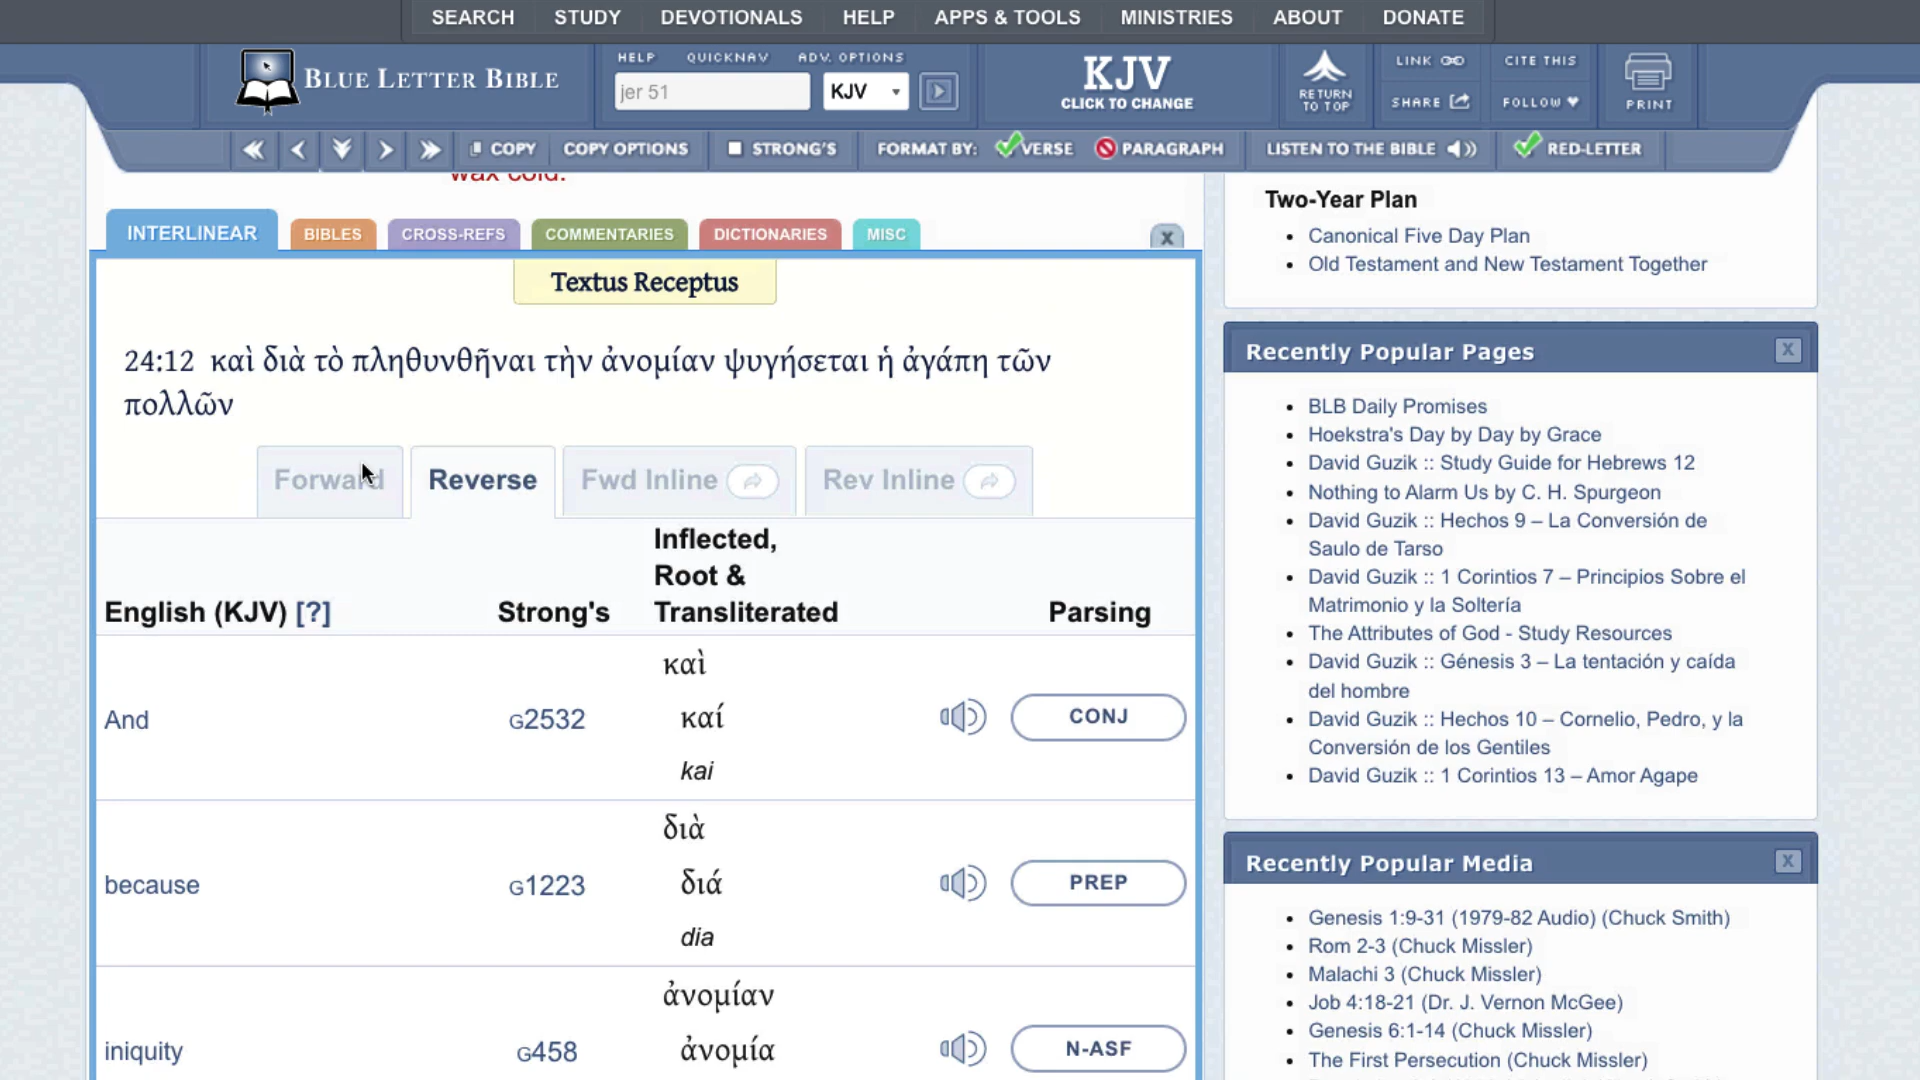 SEARCH STUDY DEVOTIONALS HELP APPS & TOOLS MINISTRIES ABOUT DONATE
BLUE LETTER BIBLE
HELP QUICKNAV ADV. OPTIONS
jer 51 KJV
KJV
CLICK TO CHANGE
RETURN
TO TOP
LINK
SHARE
CITE THIS
FOLLOW
PRINT
COPY COPY OPTIONS STRONG'S FORMAT BY: VERSE PARAGRAPH LISTEN TO THE BIBLE RED-LETTER
wax cold.
INTERLINEAR BIBLES CROSS-REFS COMMENTARIES DICTIONARIES MISC X
Textus Receptus
24:12 καὶ διὰ τὸ πληθυνθῆναι τὴν ἀνομίαν ψυγήσεται ἡ ἀγάπη τῶν
πολλῶν
Forward Reverse Fwd Inline Rev Inline
Inflected,
Root &
English (KJV) [?] Strong's Transliterated Parsing
καὶ
And G2532 καί CONJ
kai
διὰ
because G1223 διά PREP
dia
ἀνομίαν
iniquity G458 ἀνομία N-ASF
Two-Year Plan
• Canonical Five Day Plan
• Old Testament and New Testament Together
Recently Popular Pages X
• BLB Daily Promises
• Hoekstra's Day by Day by Grace
• David Guzik :: Study Guide for Hebrews 12
• Nothing to Alarm Us by C. H. Spurgeon
• David Guzik :: Hechos 9 – La Conversión de
Saulo de Tarso
• David Guzik :: 1 Corintios 7 – Principios Sobre el
Matrimonio y la Soltería
• The Attributes of God - Study Resources
• David Guzik :: Génesis 3 – La tentación y caída
del hombre
• David Guzik :: Hechos 10 – Cornelio, Pedro, y la
Conversión de los Gentiles
• David Guzik :: 1 Corintios 13 – Amor Agape
Recently Popular Media X
• Genesis 1:9-31 (1979-82 Audio) (Chuck Smith)
• Rom 2-3 (Chuck Missler)
• Malachi 3 (Chuck Missler)
• Job 4:18-21 (Dr. J. Vernon McGee)
• Genesis 6:1-14 (Chuck Missler)
• The First Persecution (Chuck Missler)